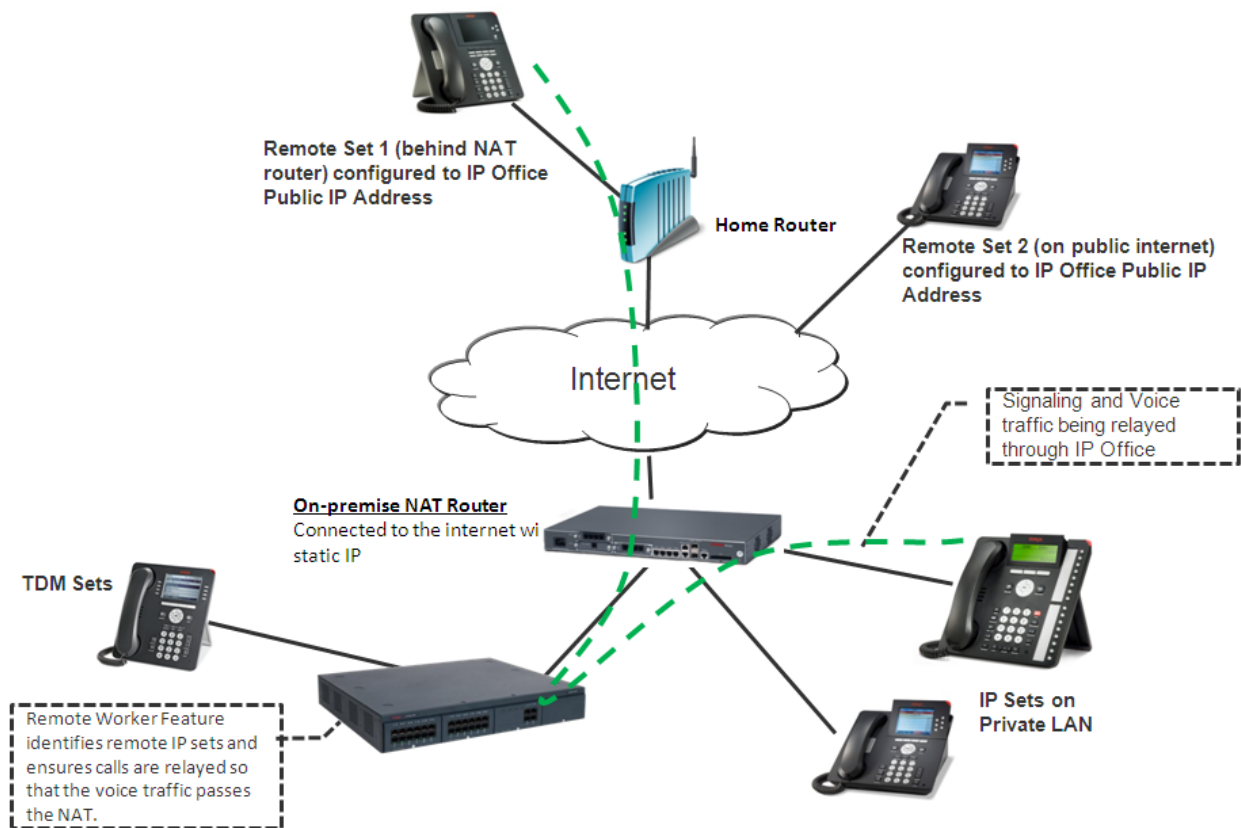 Remote Set 1 (behind NAT
router) configured to IP Office
Public IP Address
Home Router
Remote Set 2 (on public internet)
configured to IP Office Public IP
Address
Internet
Signaling and Voice
traffic being relayed
through IP Office
On-premise NAT Router
Connected to the internet wi
static IP
TDM Sets
IP Sets on
Private LAN
Remote Worker Feature
identifies remote IP sets and
ensures calls are relayed so
that the voice traffic passes
the NAT.